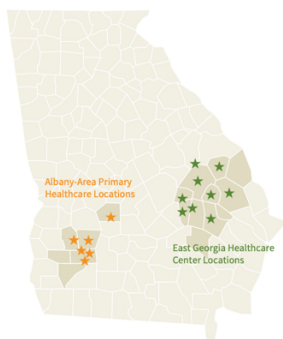 Albany-Area Primary
Healthcare Locations
East Georgia Healthcare
Center Locations